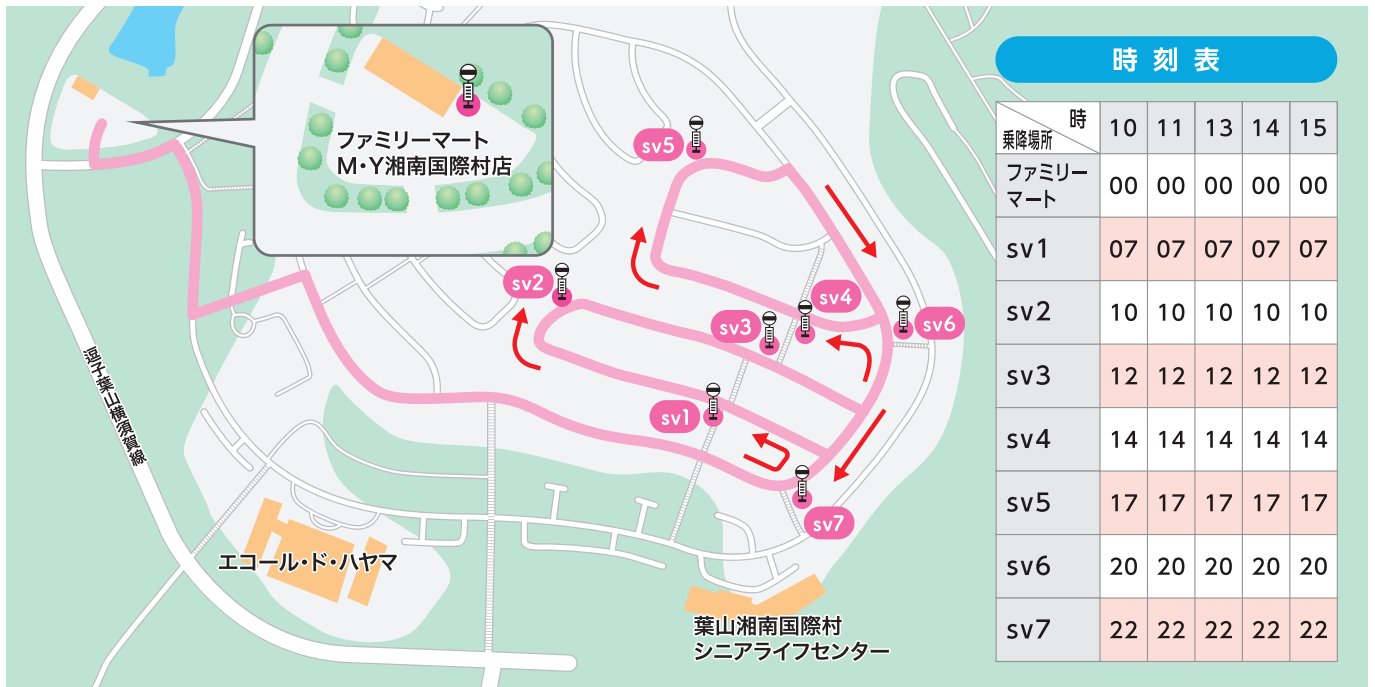 ファミリーマート
M・Y湘南国際村店
sv5
sv2
sv4
sv3
sv6
sv1
sv7
逗子葉山横須賀線
エコール・ド・ハヤマ
葉山湘南国際村
シニアライフセンター
時刻表
時
乗降場所
10 11 13 14 15
ファミリー
マート
00 00 00 00 00
sv1 07 07 07 07 07
sv2 10 10 10 10 10
sv3 12 12 12 12 12
sv4 14 14 14 14 14
sv5 17 17 17 17 17
sv6 20 20 20 20 20
sv7 22 22 22 22 22